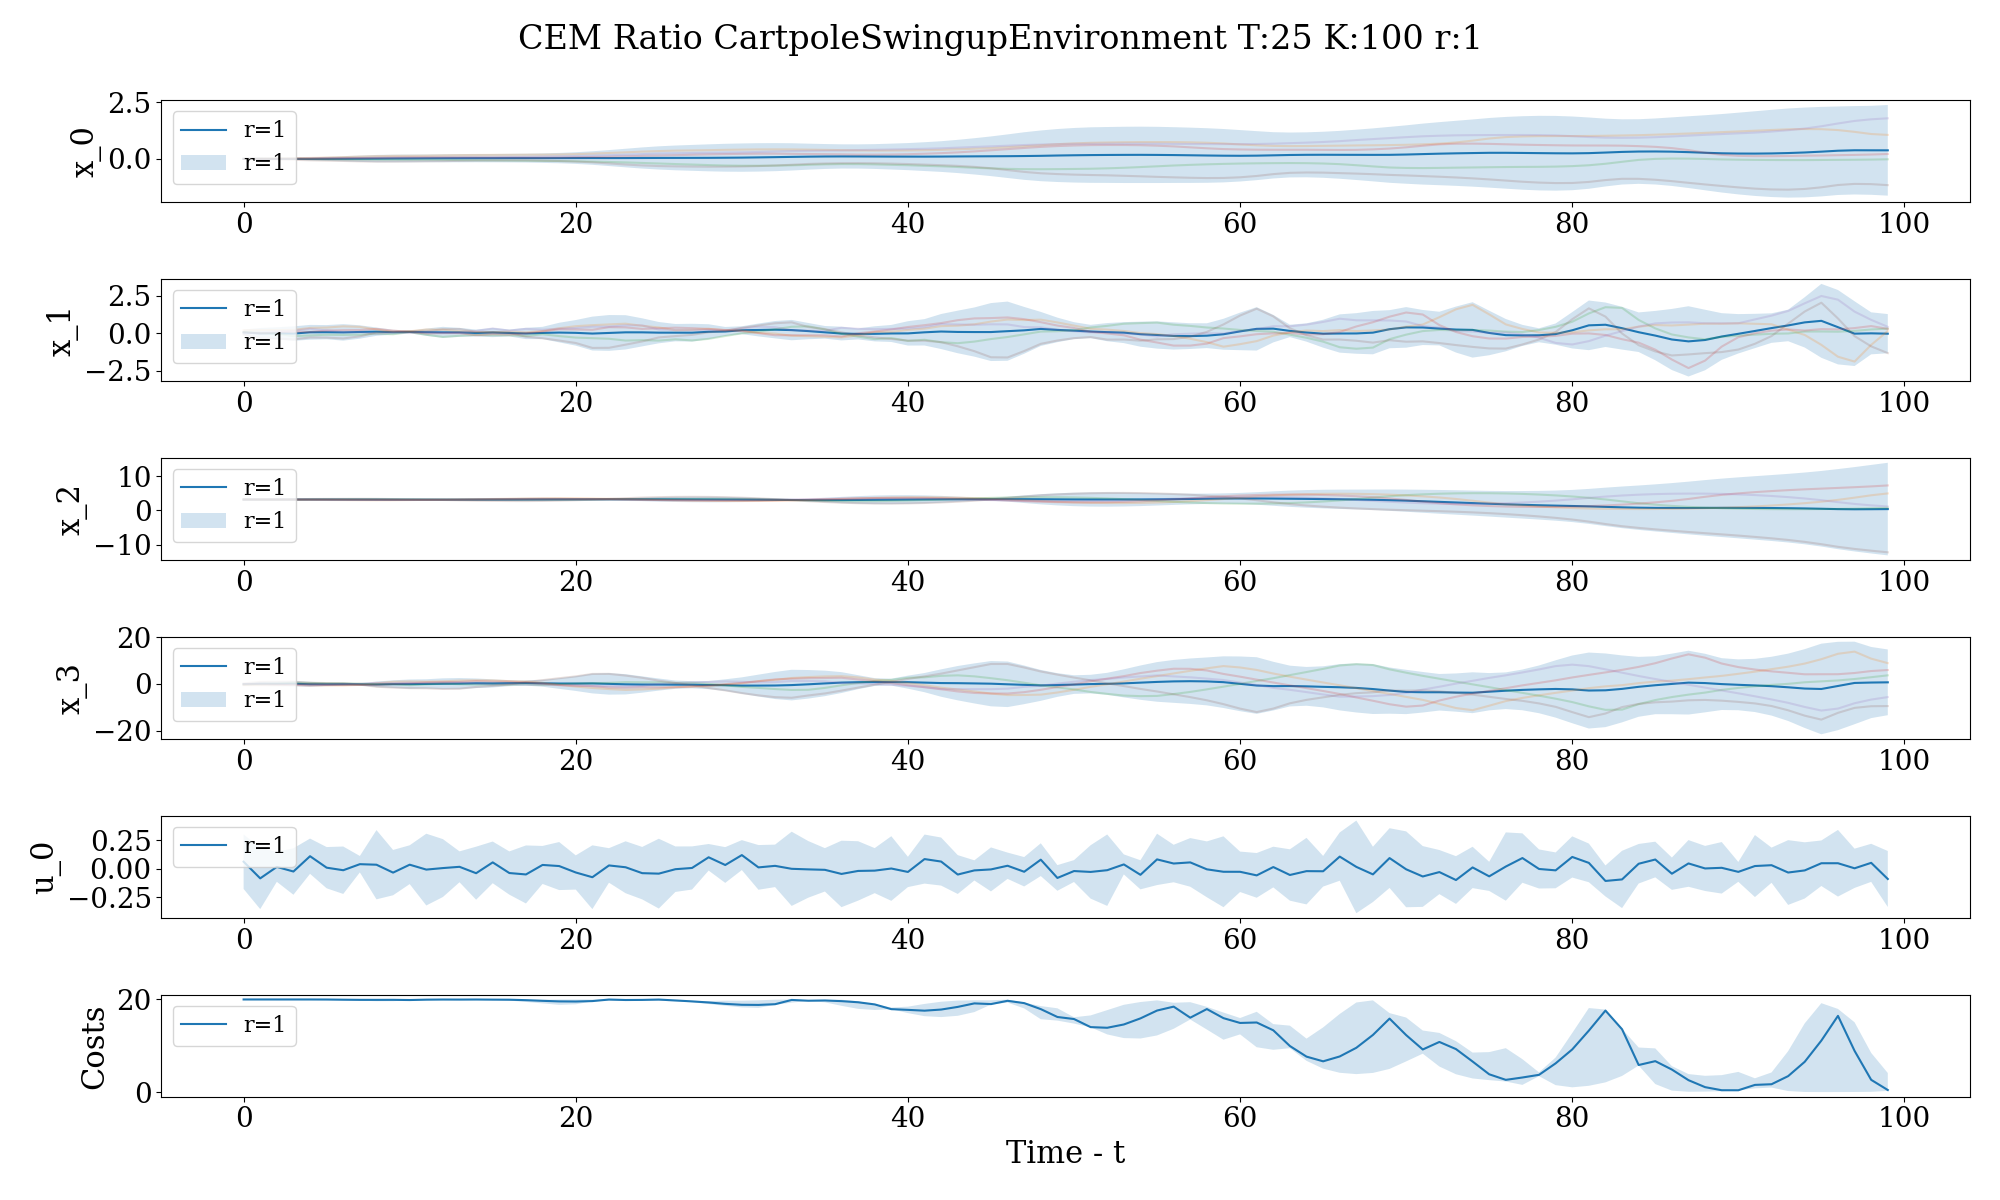 CEM Ratio CartpoleSwingupEnvironment T:25 K:100 r:1
x_0
2.5
0.0
r=1
r=1
0 20 40 60 80 100
x_1
2.5
0.0
−2.5
r=1
r=1
0 20 40 60 80 100
x_2
10
0
−10
r=1
r=1
0 20 40 60 80 100
x_3
20
0
−20
r=1
r=1
0 20 40 60 80 100
u_0
0.25
0.00
−0.25
r=1
0 20 40 60 80 100
Costs
20
0
r=1
0 20 40 60 80 100
Time - t